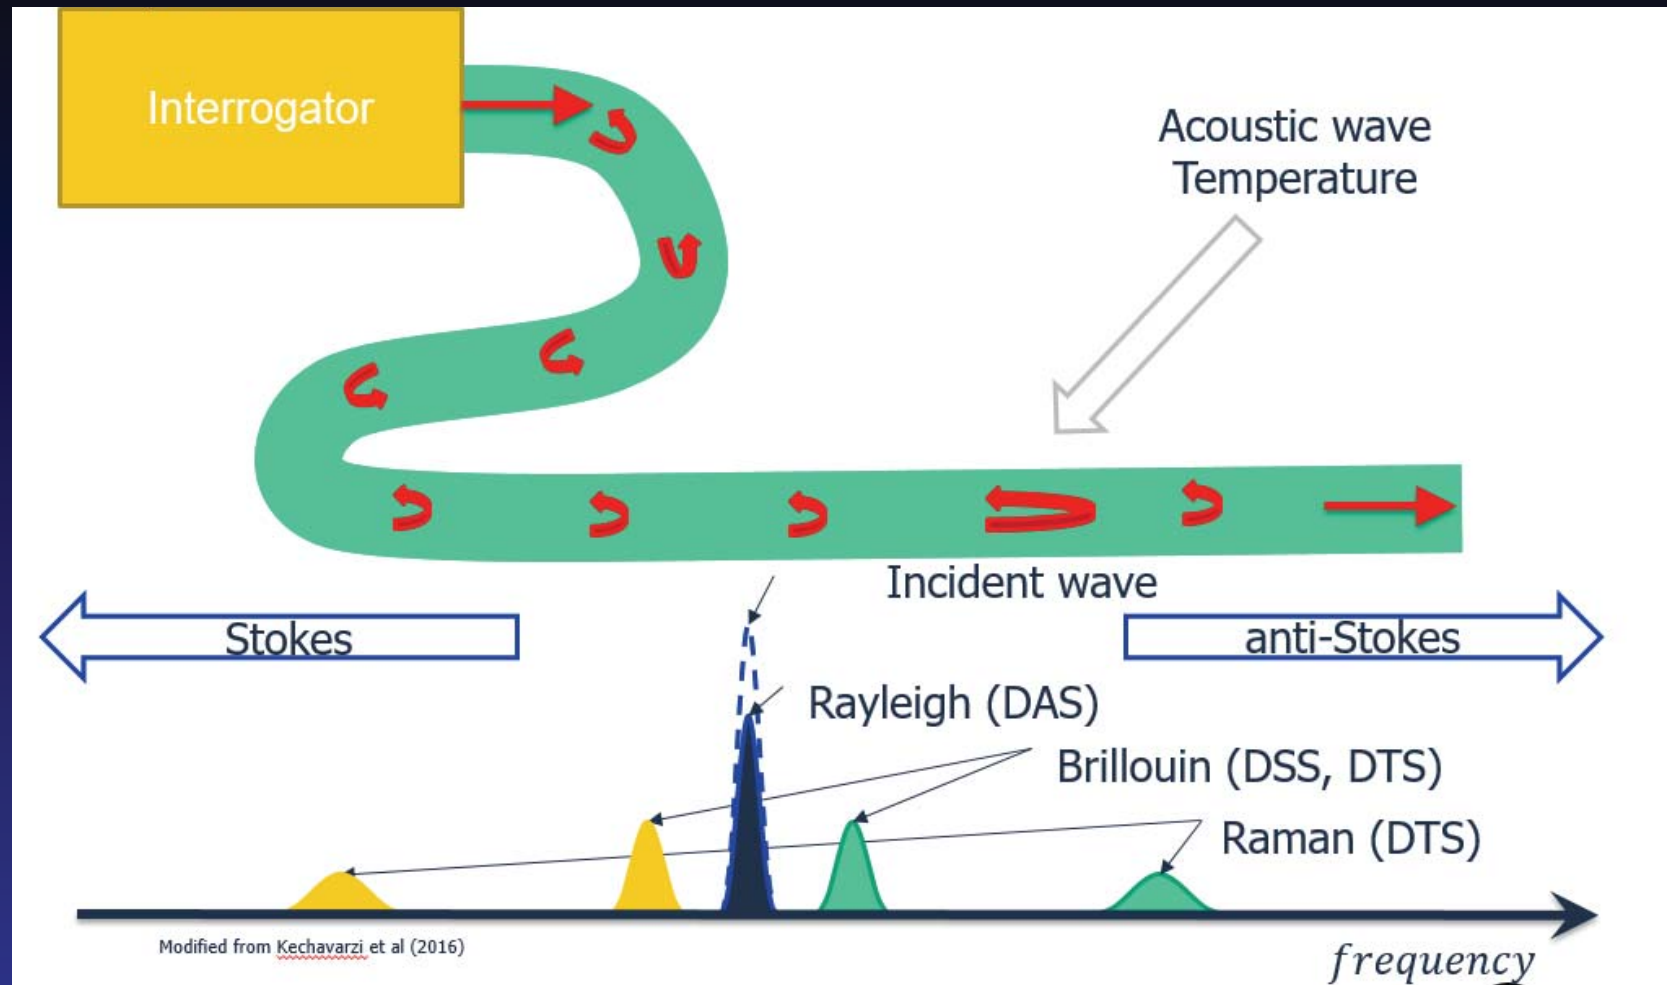 Interrogator
Acoustic wave
Temperature
Incident wave
Stokes
anti-Stokes
Rayleigh (DAS)
Brillouin (DSS, DTS)
Raman (DTS)
Modified from Kechavarzi et al (2016)
frequency